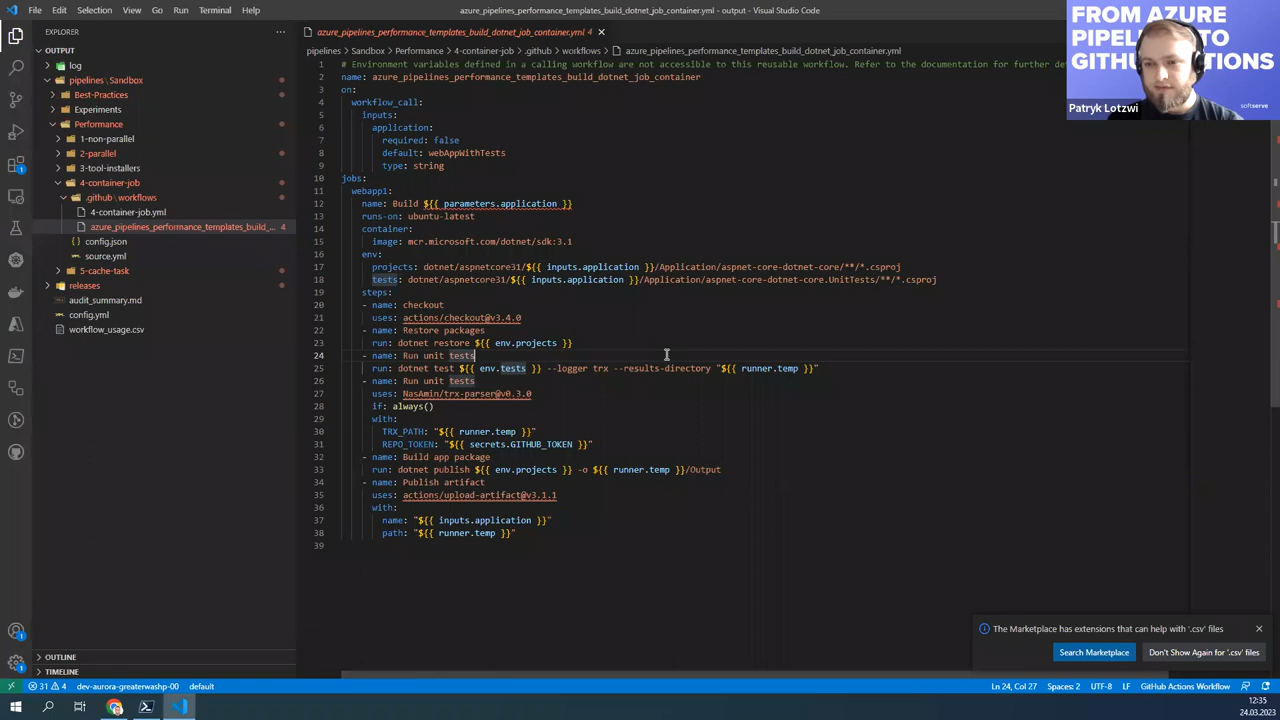 File Edit Selection View Go Run Terminal Help
azure_pipelines_performance_templates_build_dotnet_job_container.yml - output - Visual Studio Code
EXPLORER
OUTPUT
log
pipelines \ Sandbox
Best-Practices
Experiments
Performance
1-non-parallel
2-parallel
3-tool-installers
4-container-job
.github \ workflows
4-container-job.yml
azure_pipelines_performance_templates_build_... 4
config.json
source.yml
5-cache-task
releases
audit_summary.md
config.yml
workflow_usage.csv
OUTLINE
TIMELINE
azure_pipelines_performance_templates_build_dotnet_job_container.yml 4
pipelines > Sandbox > Performance > 4-container-job > .github > workflows > azure_pipelines_performance_templates_build_dotnet_job_container.yml
1 # Environment variables defined in a calling workflow are not accessible to this reusable workflow. Refer to the documentation for further de
2 name: azure_pipelines_performance_templates_build_dotnet_job_container
3 on:
4 workflow_call:
5 inputs:
6 application:
7 required: false
8 default: webAppWithTests
9 type: string
10 jobs:
11 webapp1:
12 name: Build ${{ parameters.application }}
13 runs-on: ubuntu-latest
14 container:
15 image: mcr.microsoft.com/dotnet/sdk:3.1
16 env:
17 projects: dotnet/aspnetcore31/${{ inputs.application }}/Application/aspnet-core-dotnet-core/**/*.csproj
18 tests: dotnet/aspnetcore31/${{ inputs.application }}/Application/aspnet-core-dotnet-core.UnitTests/**/*.csproj
19 steps:
20 - name: checkout
21 uses: actions/checkout@v3.4.0
22 - name: Restore packages
23 run: dotnet restore ${{ env.projects }}
24 - name: Run unit tests
25 run: dotnet test ${{ env.tests }} --logger trx --results-directory "${{ runner.temp }}"
26 - name: Run unit tests
27 uses: NasAmin/trx-parser@v0.3.0
28 if: always()
29 with:
30 TRX_PATH: "${{ runner.temp }}"
31 REPO_TOKEN: "${{ secrets.GITHUB_TOKEN }}"
32 - name: Build app package
33 run: dotnet publish ${{ env.projects }} -o ${{ runner.temp }}/Output
34 - name: Publish artifact
35 uses: actions/upload-artifact@v3.1.1
36 with:
37 name: "${{ inputs.application }}"
38 path: "${{ runner.temp }}"
39
FROM AZURE
PIPELINES TO
GITHUB ACTIONS
Patryk Lotzwi
softserve
The Marketplace has extensions that can help with '.csv' files
Search Marketplace Don't Show Again for '.csv' files
31 4 dev-aurora-greaterwashp-00 default Ln 24, Col 27 Spaces: 2 UTF-8 LF GitHub Actions Workflow
12:35
24.03.2023